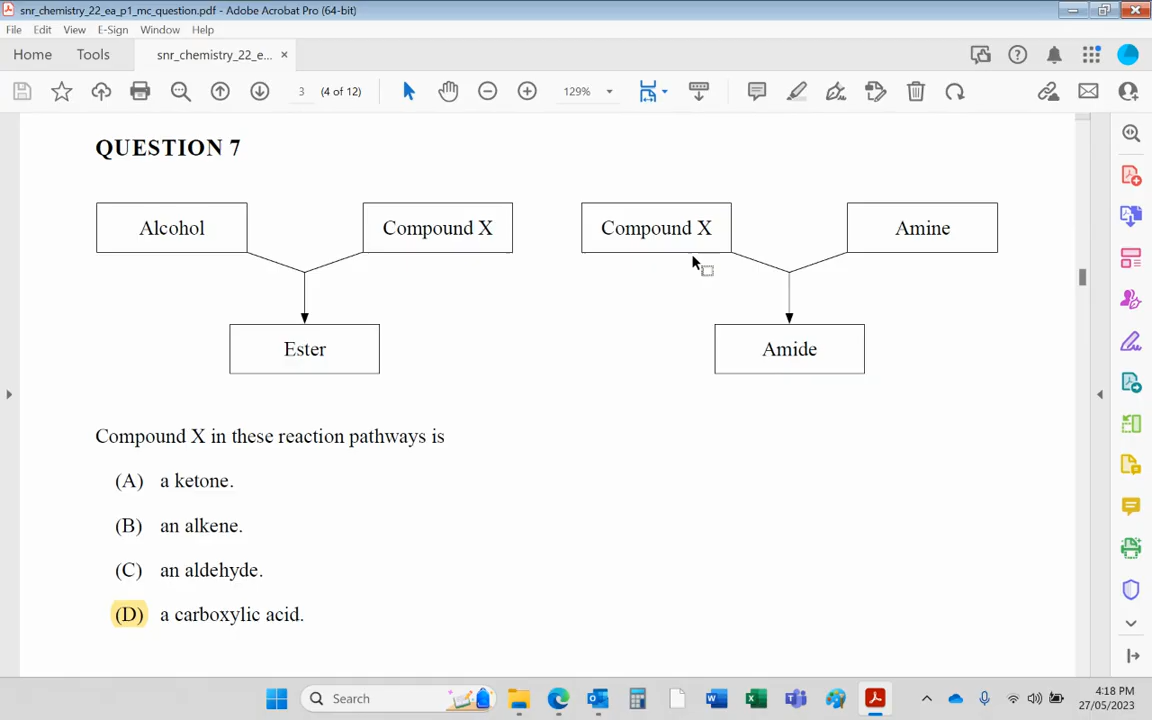 snr_chemistry_22_ea_p1_mc_question.pdf - Adobe Acrobat Pro (64-bit)
File Edit View E-Sign Window Help
Home Tools snr_chemistry_22_e... ×
3 (4 of 12) 129%
QUESTION 7
Alcohol Compound X Compound X Amine
Ester Amide
Compound X in these reaction pathways is
(A) a ketone.
(B) an alkene.
(C) an aldehyde.
(D) a carboxylic acid.
Search
4:18 PM
27/05/2023